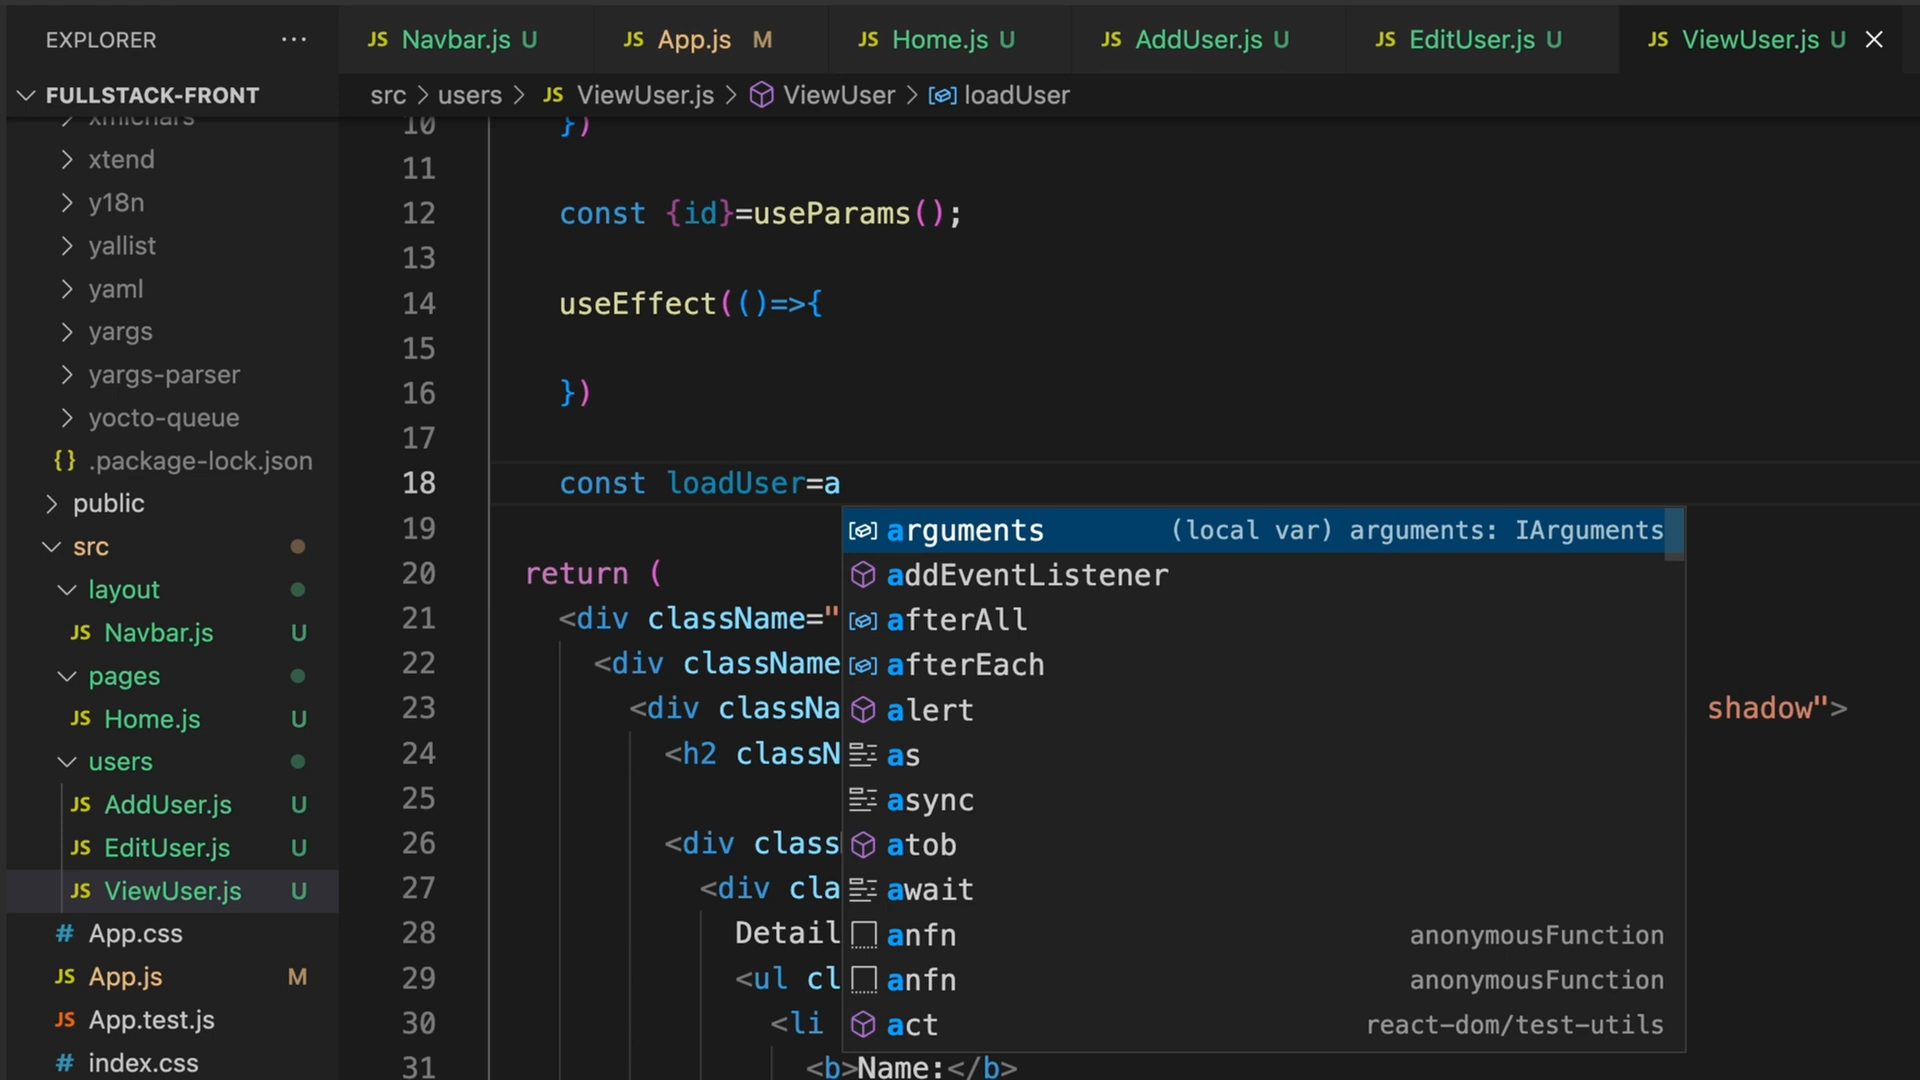 EXPLORER ···
JS Navbar.js U
JS App.js M
JS Home.js U
JS AddUser.js U
JS EditUser.js U
JS ViewUser.js U
FULLSTACK-FRONT
src > users > JS ViewUser.js > ViewUser > loadUser
xmlchars
xtend
y18n
yallist
yaml
yargs
yargs-parser
yocto-queue
{} .package-lock.json
public
src
layout
JS Navbar.js U
pages
JS Home.js U
users
JS AddUser.js U
JS EditUser.js U
JS ViewUser.js U
# App.css
JS App.js M
JS App.test.js
# index.css
10 })
11
12 const {id}=useParams();
13
14 useEffect(()=>{
15
16 })
17
18 const loadUser=a
19
20 return (
21 <div className="
22 <div className
23 <div classNa shadow">
24 <h2 classN
25
26 <div class
27 <div cla
28 Detail
29 <ul cl
30 <li
31 <b>Name:</b>
arguments (local var) arguments: IArguments
addEventListener
afterAll
afterEach
alert
as
async
atob
await
anfn anonymousFunction
anfn anonymousFunction
act react-dom/test-utils